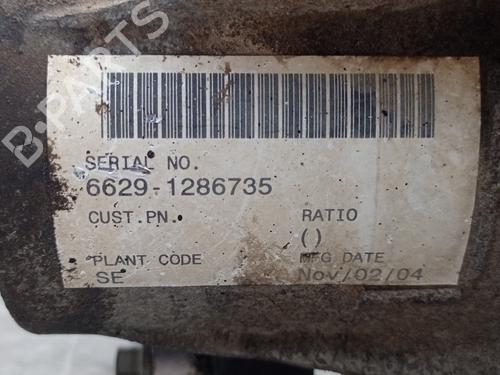 B-PARTS
SERIAL NO.
6629-1286735
CUST.PN.
RATIO
()
PLANT CODE
MFG DATE
SE
Nov/02/04